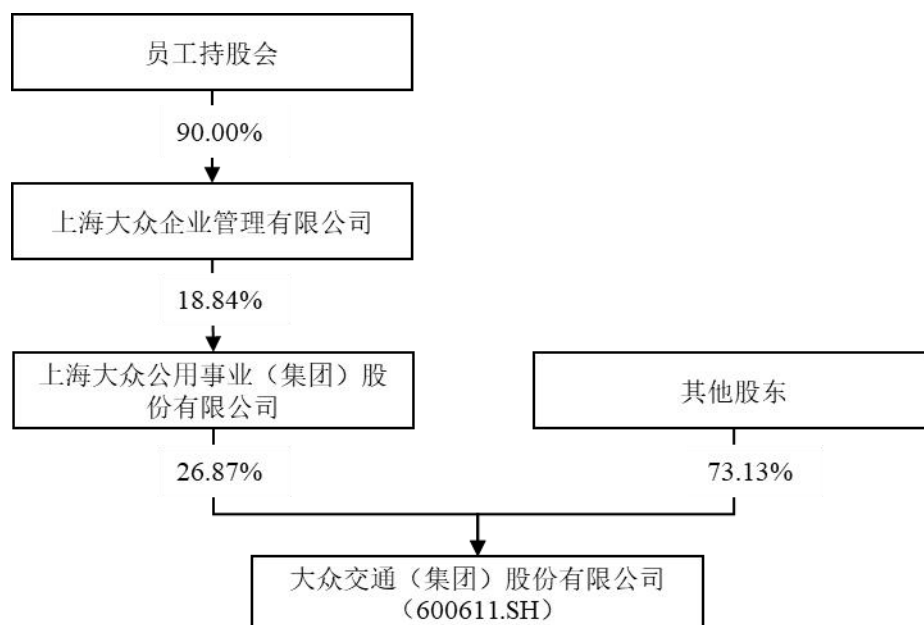 员工持股会
90.00%
上海大众企业管理有限公司
18.84%
上海大众公用事业（集团）股
份有限公司
其他股东
26.87%
73.13%
大众交通（集团）股份有限公司
（600611.SH）